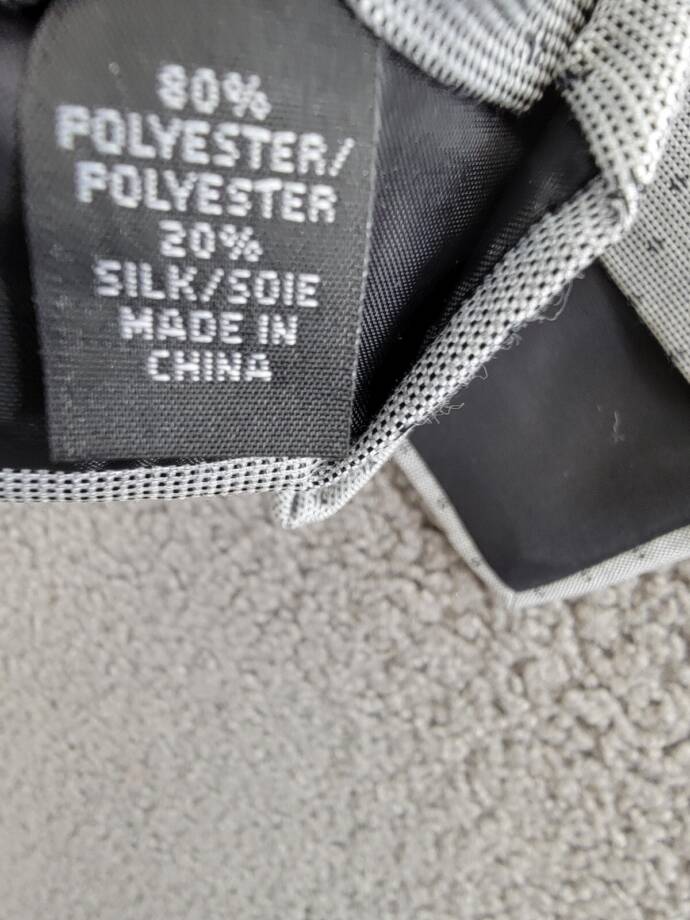 80%
POLYESTER/
POLYESTER
20%
SILK/SOIE
MADE IN
CHINA